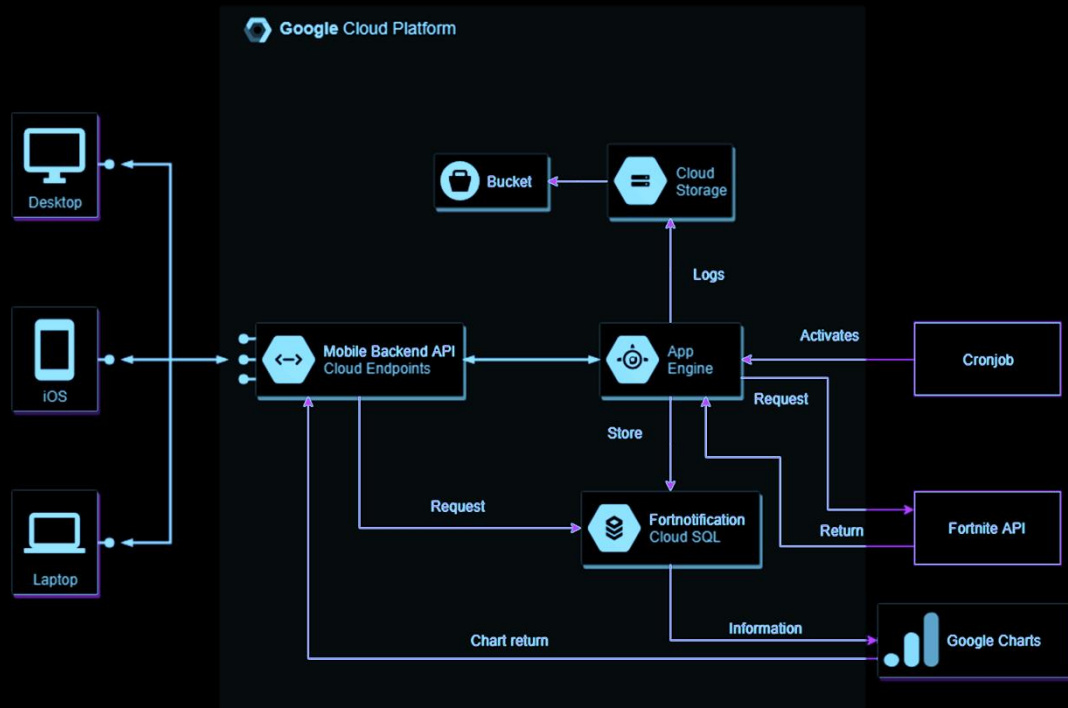 Google Cloud Platform
Desktop
Bucket
Cloud
Storage
Logs
iOS
Mobile Backend API
Cloud Endpoints
App
Engine
Activates
Cronjob
Request
Store
Request
Fortnotification
Cloud SQL
Return
Fortnite API
Laptop
Information
Chart return
Google Charts